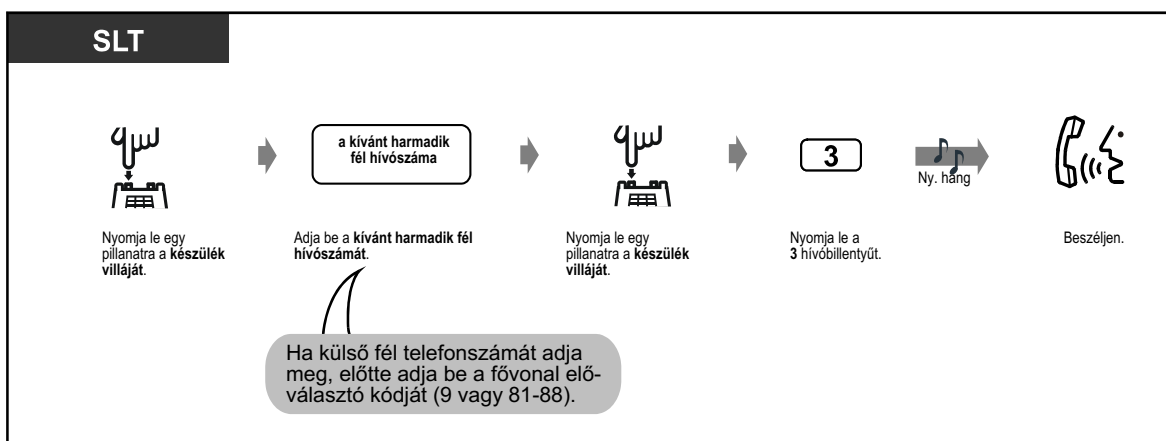 SLT
a kívánt harmadik
fél hívószáma
3
Ny. hang
Nyomja le egy
pillanatra a készülék
villáját.
Adja be a kívánt harmadik fél
hívószámát.
Nyomja le egy
pillanatra a készülék
villáját.
Nyomja le a
3 hívóbillentyűt.
Beszéljen.
Ha külső fél telefonszámát adja
meg, előtte adja be a fővonal elő-
választó kódját (9 vagy 81-88).